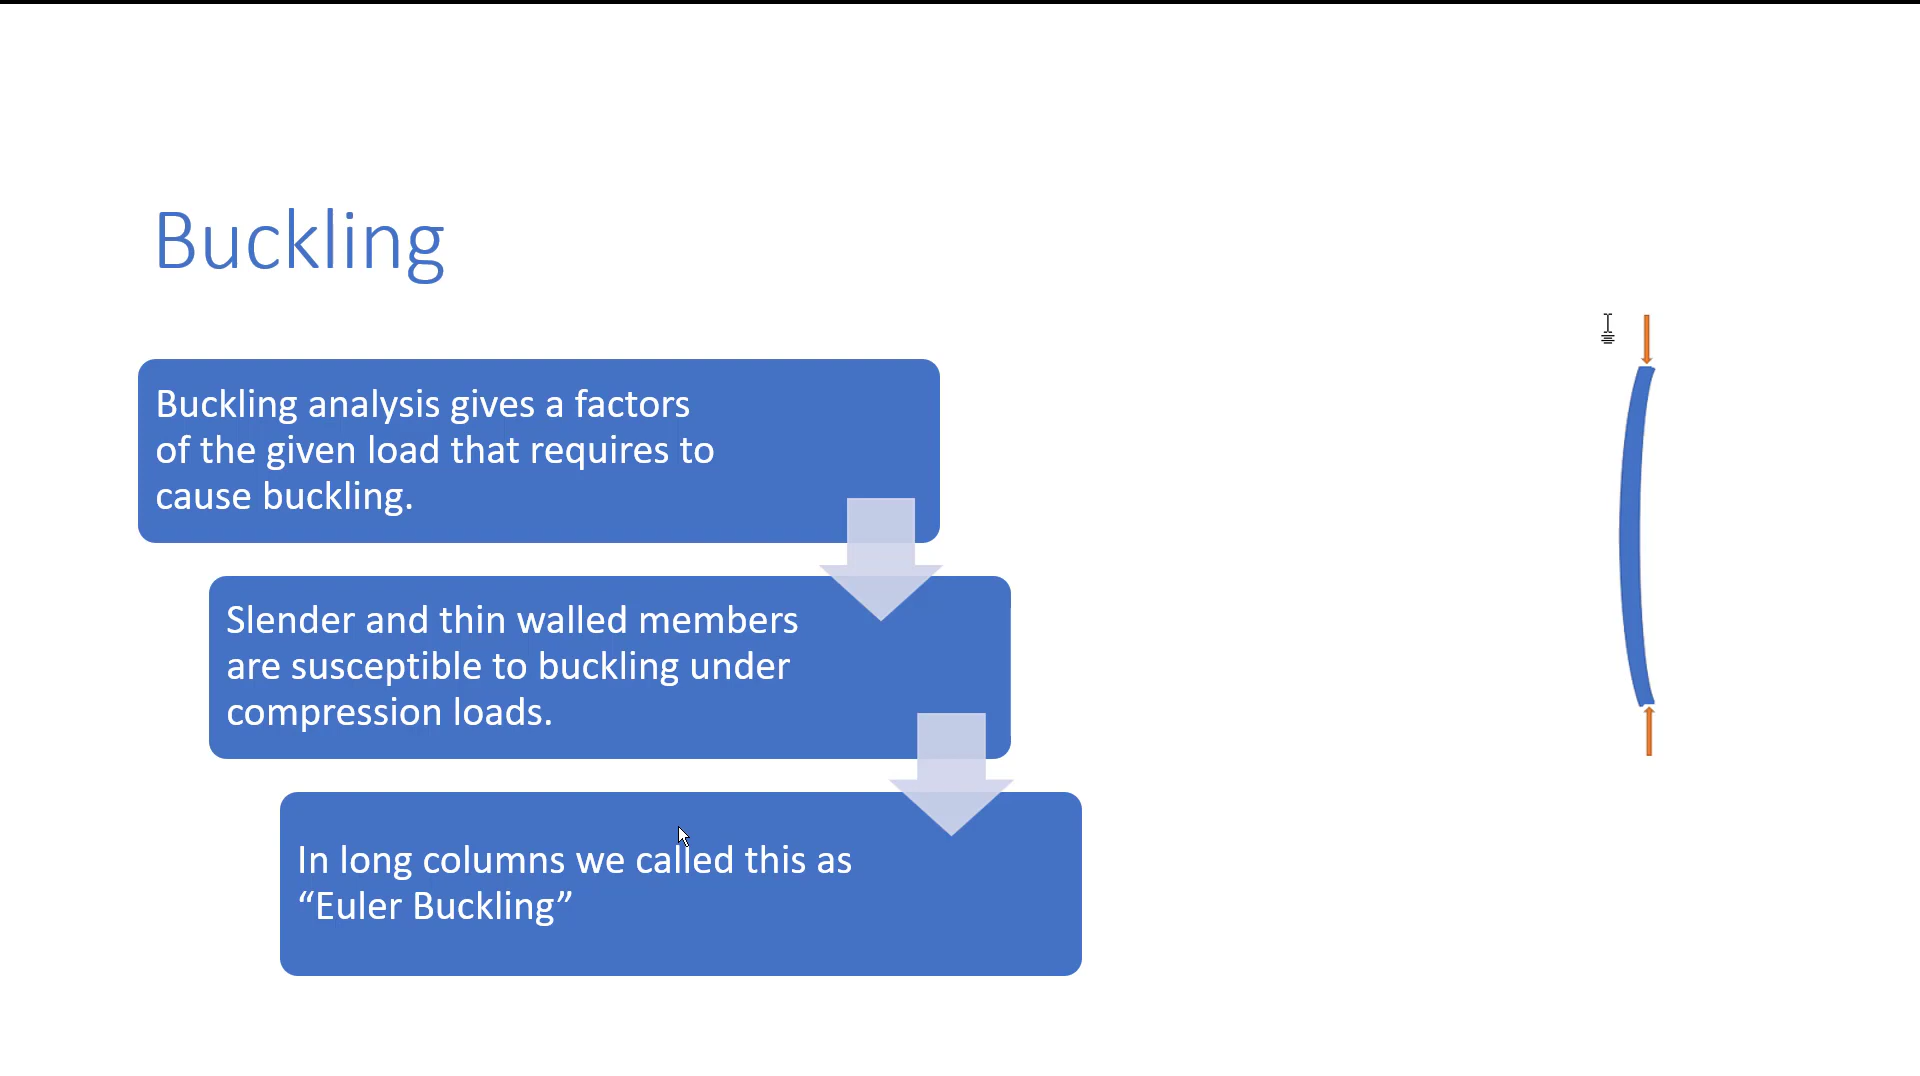 Buckling
Buckling analysis gives a factors
of the given load that requires to
cause buckling.
Slender and thin walled members
are susceptible to buckling under
compression loads.
In long columns we called this as
“Euler Buckling”